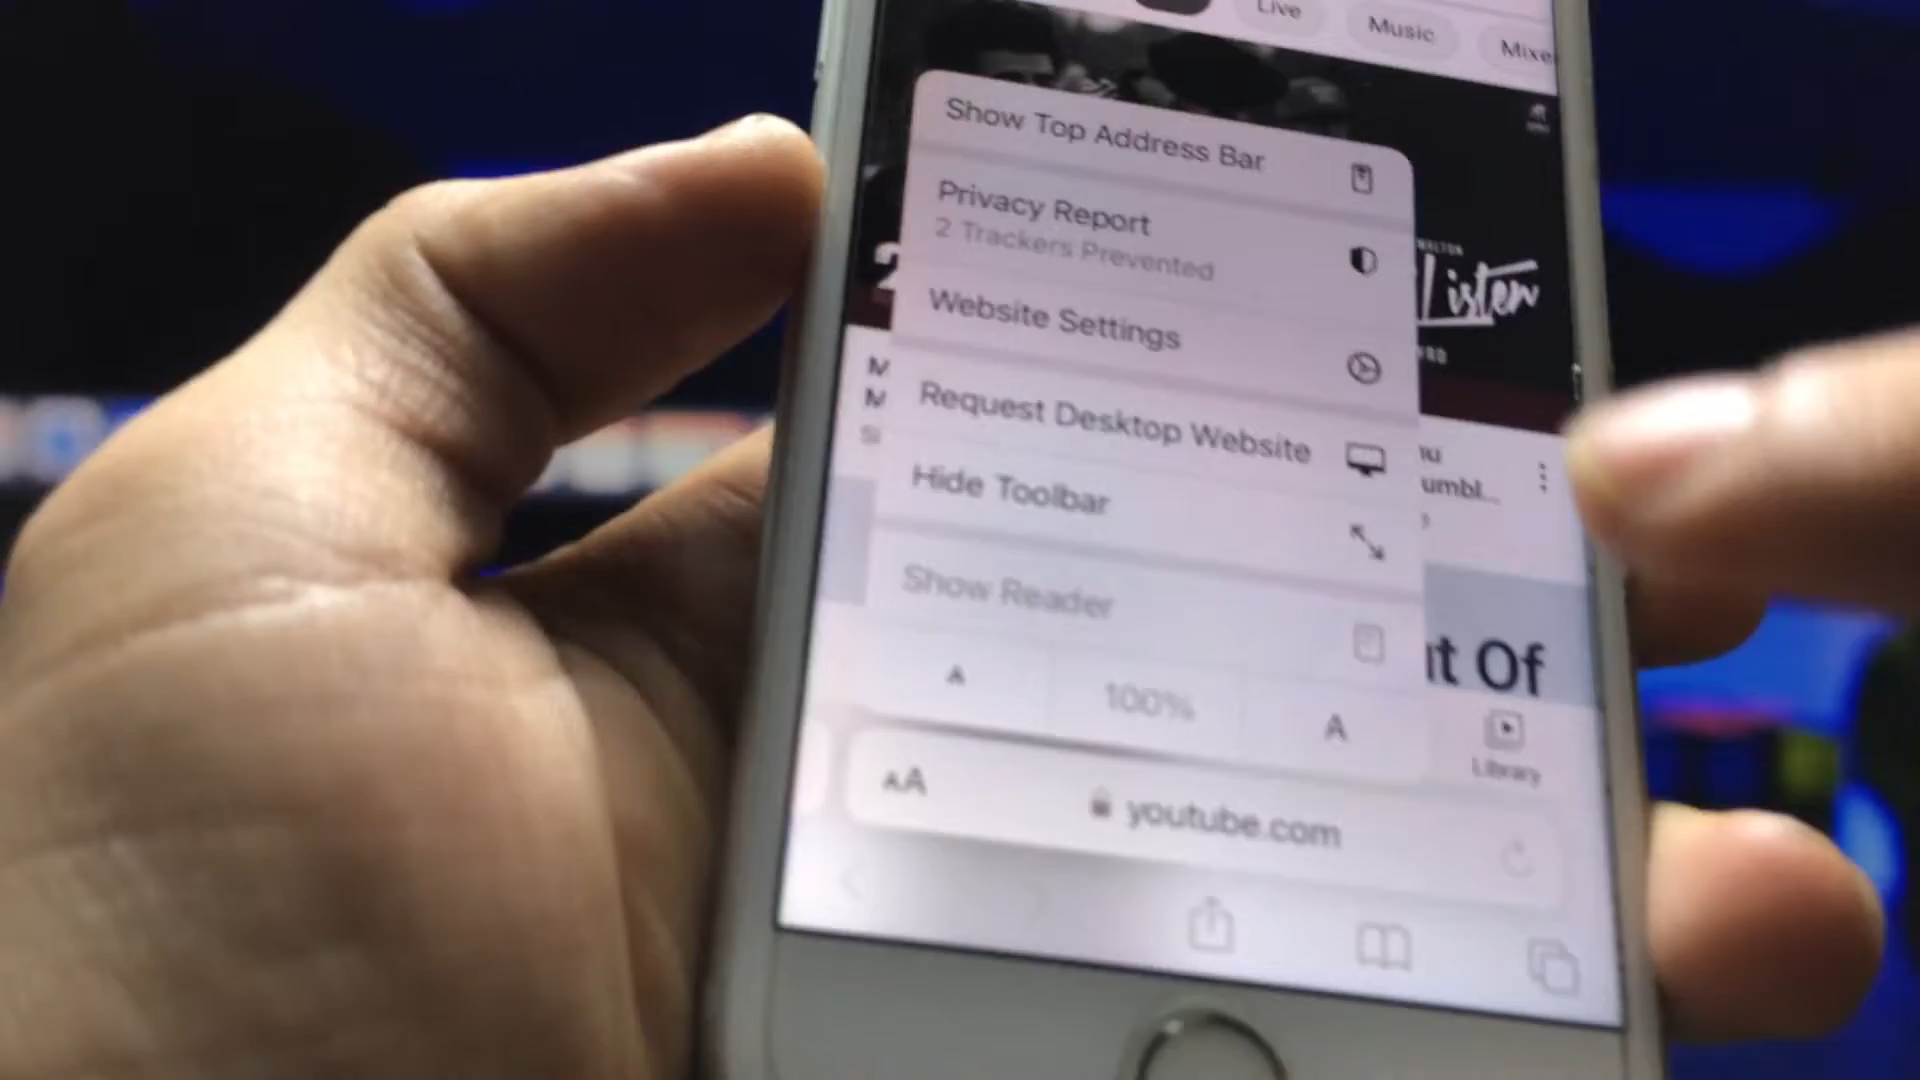 Live Music Mixe
Show Top Address Bar
Privacy Report
2 Trackers Prevented
Website Settings
Listen
Request Desktop Website
umbl...
Hide Toolbar
Show Reader
it Of
A 100% A
Library
AA youtube.com